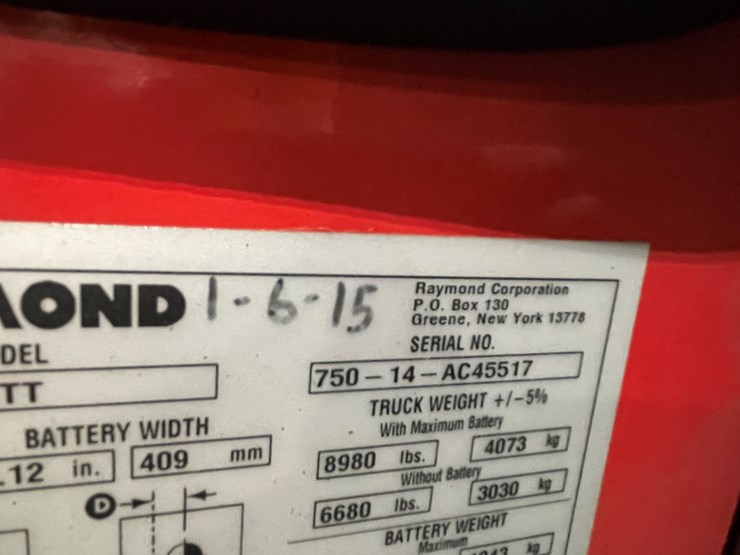 MOND 1-6-15
Raymond Corporation
P.O. Box 130
Greene, New York 13778
DEL
SERIAL NO.
TT
750-14-AC45517
TRUCK WEIGHT +/-5%
BATTERY WIDTH
With Maximum Battery
.12 in. 409 mm
8980 lbs. 4073 kg
Without Battery
D
6680 lbs. 3030 kg
BATTERY WEIGHT
Maximum
kg